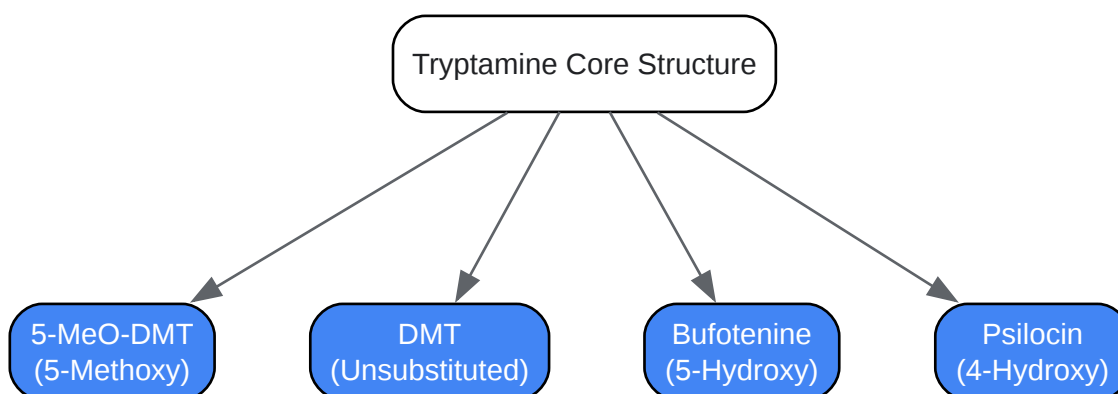 Tryptamine Core Structure
5-MeO-DMT
(5-Methoxy)
DMT
(Unsubstituted)
Bufotenine
(5-Hydroxy)
Psilocin
(4-Hydroxy)